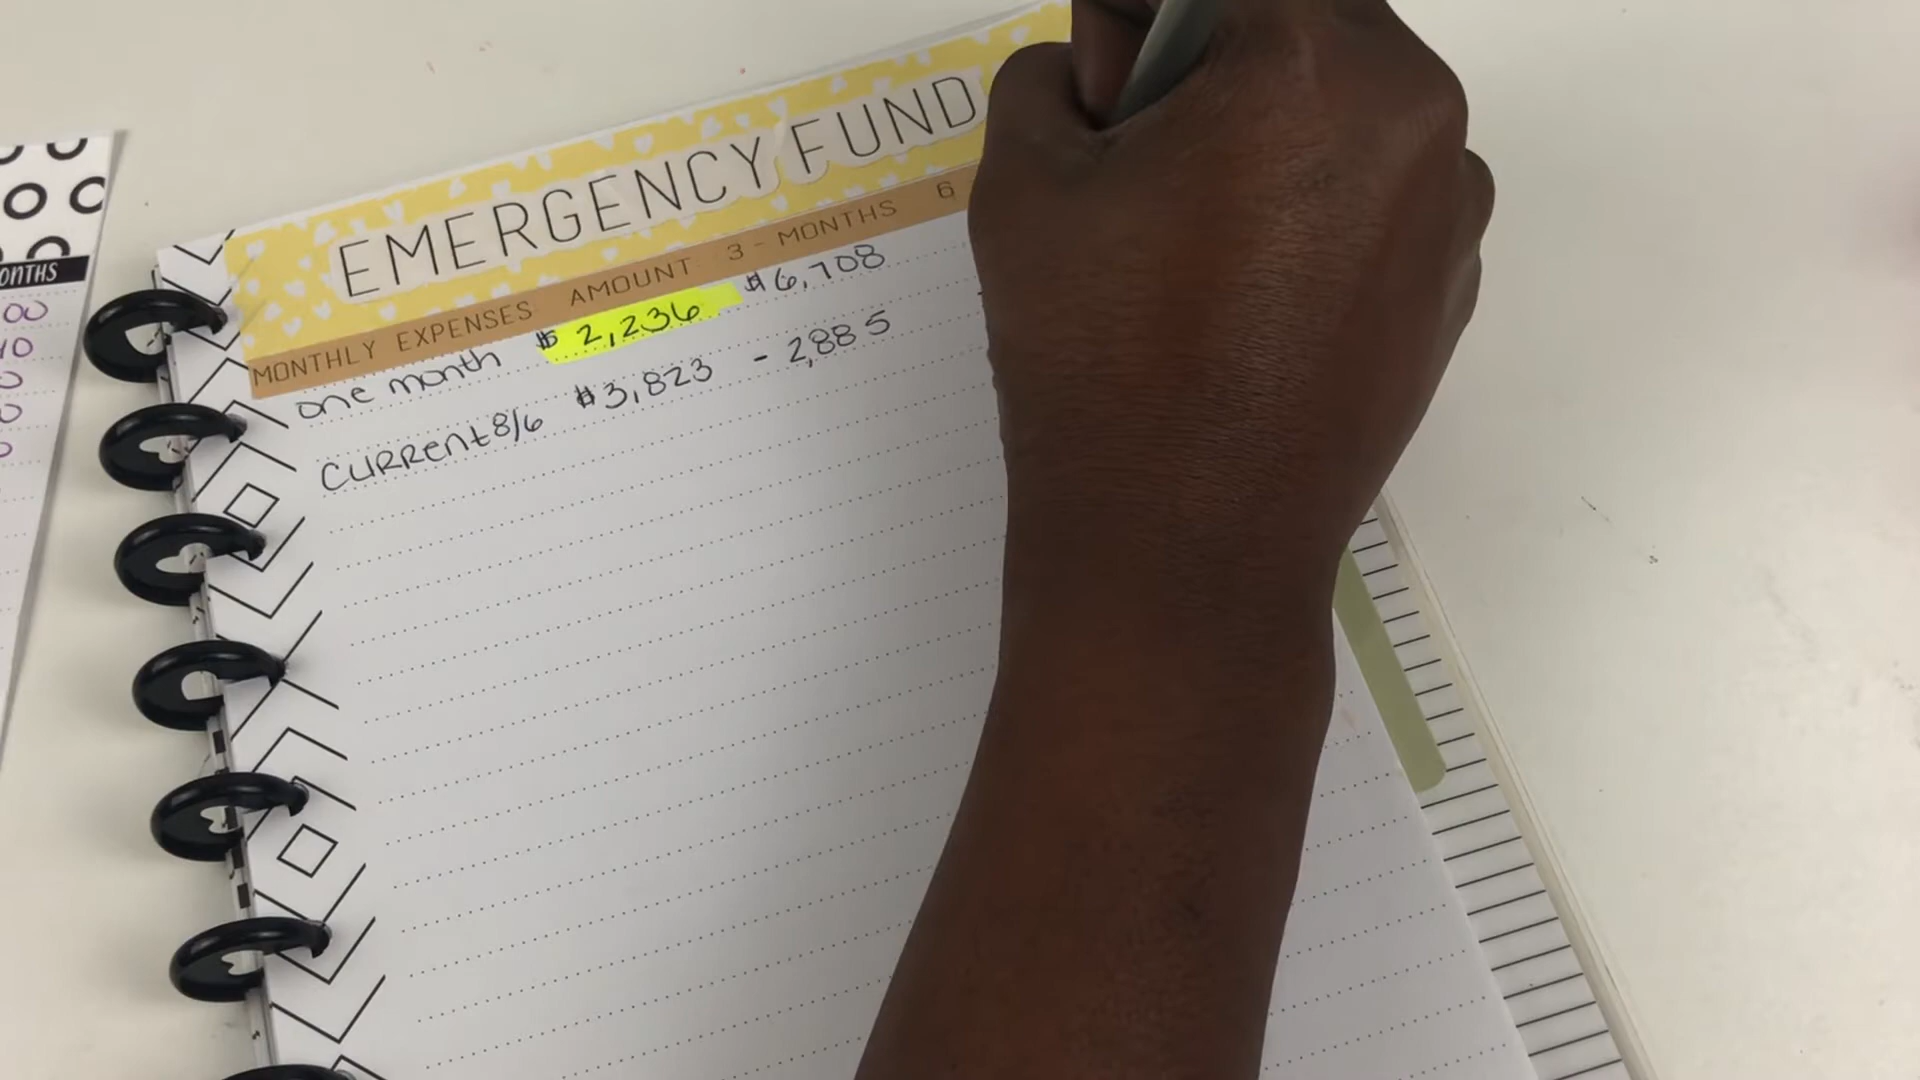 EMERGENCY FUND
MONTHLY EXPENSES AMOUNT 3 - MONTHS 6
one month $ 2,236 $6,708
CURRENT 8/6 $3,823 - 2,885
ONTHS
00